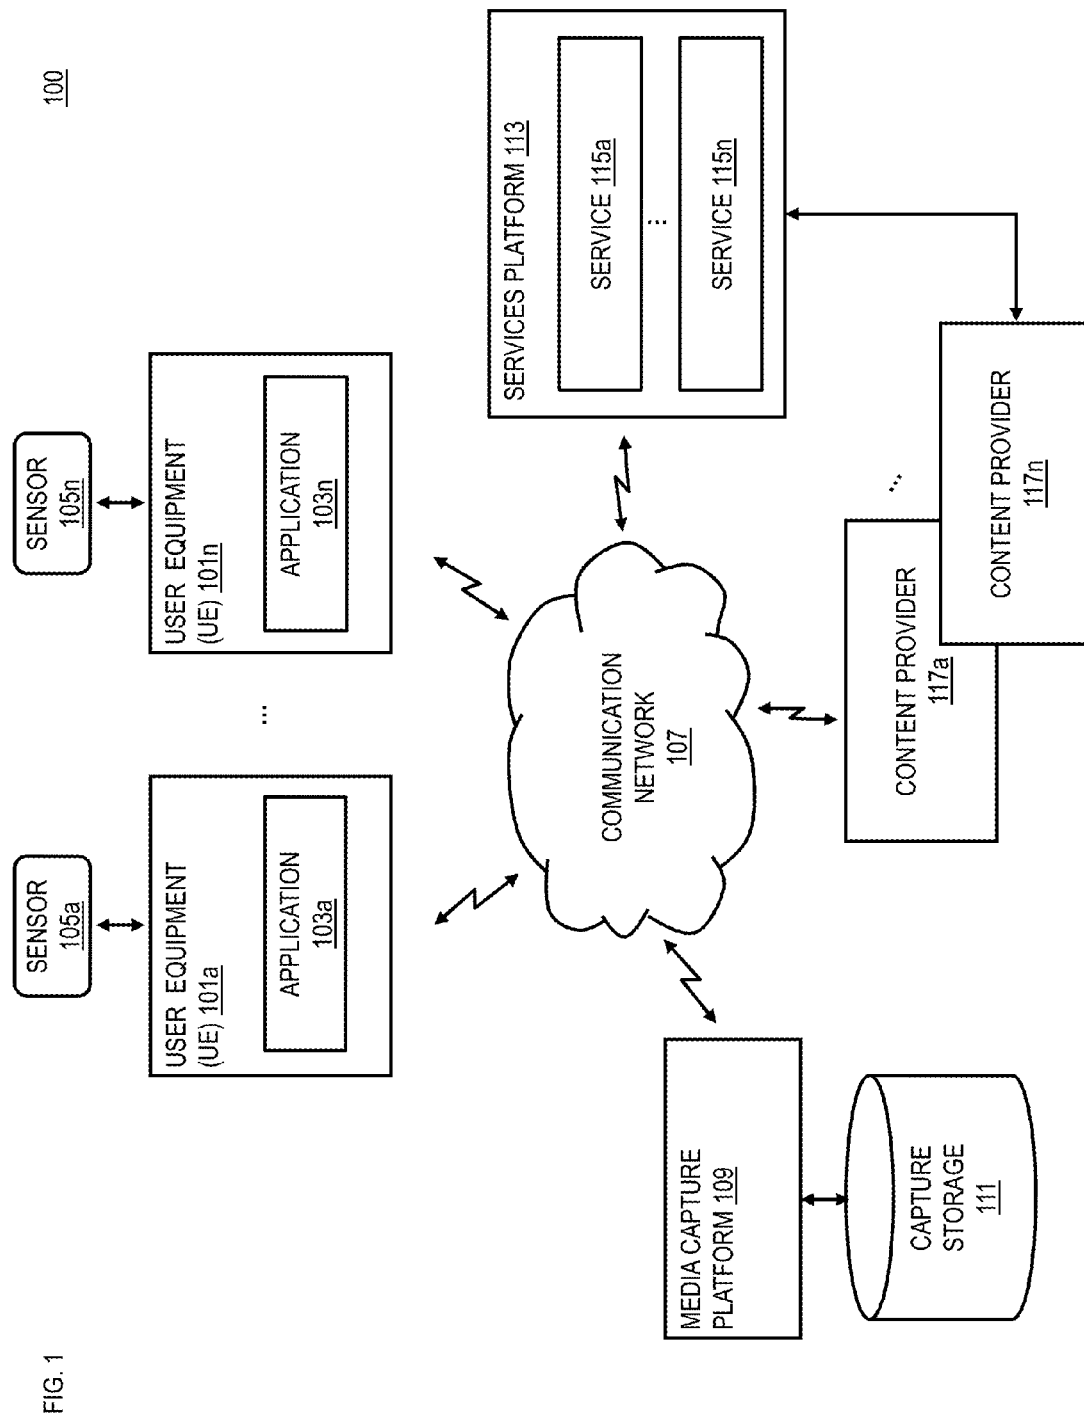 FIG. 1
100
SENSOR
105a
SENSOR
105n
USER EQUIPMENT
(UE) 101a
APPLICATION
103a
...
USER EQUIPMENT
(UE) 101n
APPLICATION
103n
COMMUNICATION
NETWORK
107
MEDIA CAPTURE
PLATFORM 109
CAPTURE
STORAGE
111
SERVICES PLATFORM 113
SERVICE 115a
...
SERVICE 115n
CONTENT PROVIDER
117a
...
CONTENT PROVIDER
117n